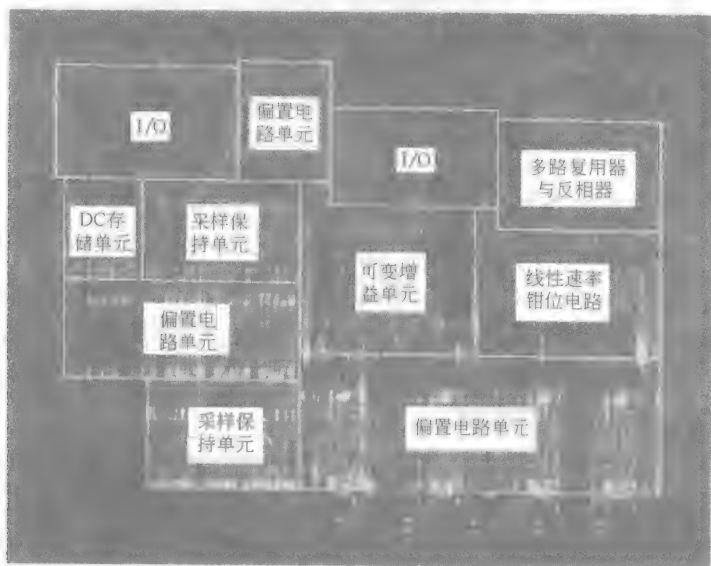 I/O
偏置电
路单元
I/O
多路复用器
与反相器
DC存
储单元
采样保
持单元
可变增
益单元
线性速率
钳位电路
偏置电
路单元
采样保
持单元
偏置电路单元